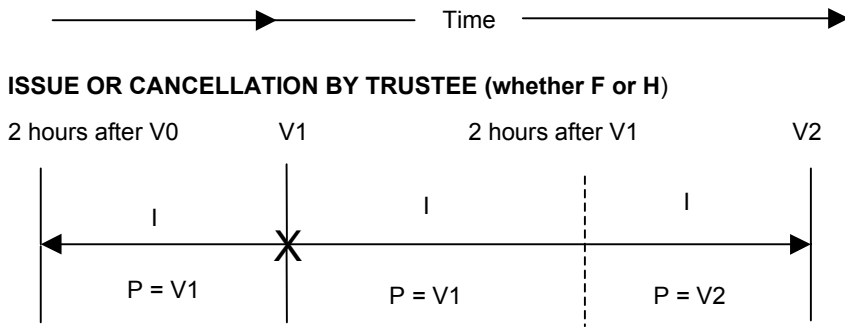 Time
ISSUE OR CANCELLATION BY TRUSTEE (whether F or H)
2 hours after V0 V1 2 hours after V1 V2
I I I
X
P = V1 P = V1 P = V2